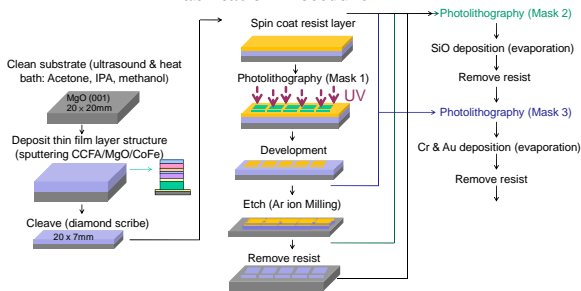 Clean substrate (ultrasound & heat
bath: Acetone, IPA, methanol)
MgO (001)
20 x 20mm
Deposit thin film layer structure
(sputtering CCFA/MgO/CoFe)
Cleave (diamond scribe)
20 x 7mm
Spin coat resist layer
Photolithography (Mask 1)
UV
Development
Etch (Ar ion Milling)
Remove resist
Photolithography (Mask 2)
SiO deposition (evaporation)
Remove resist
Photolithography (Mask 3)
Cr & Au deposition (evaporation)
Remove resist